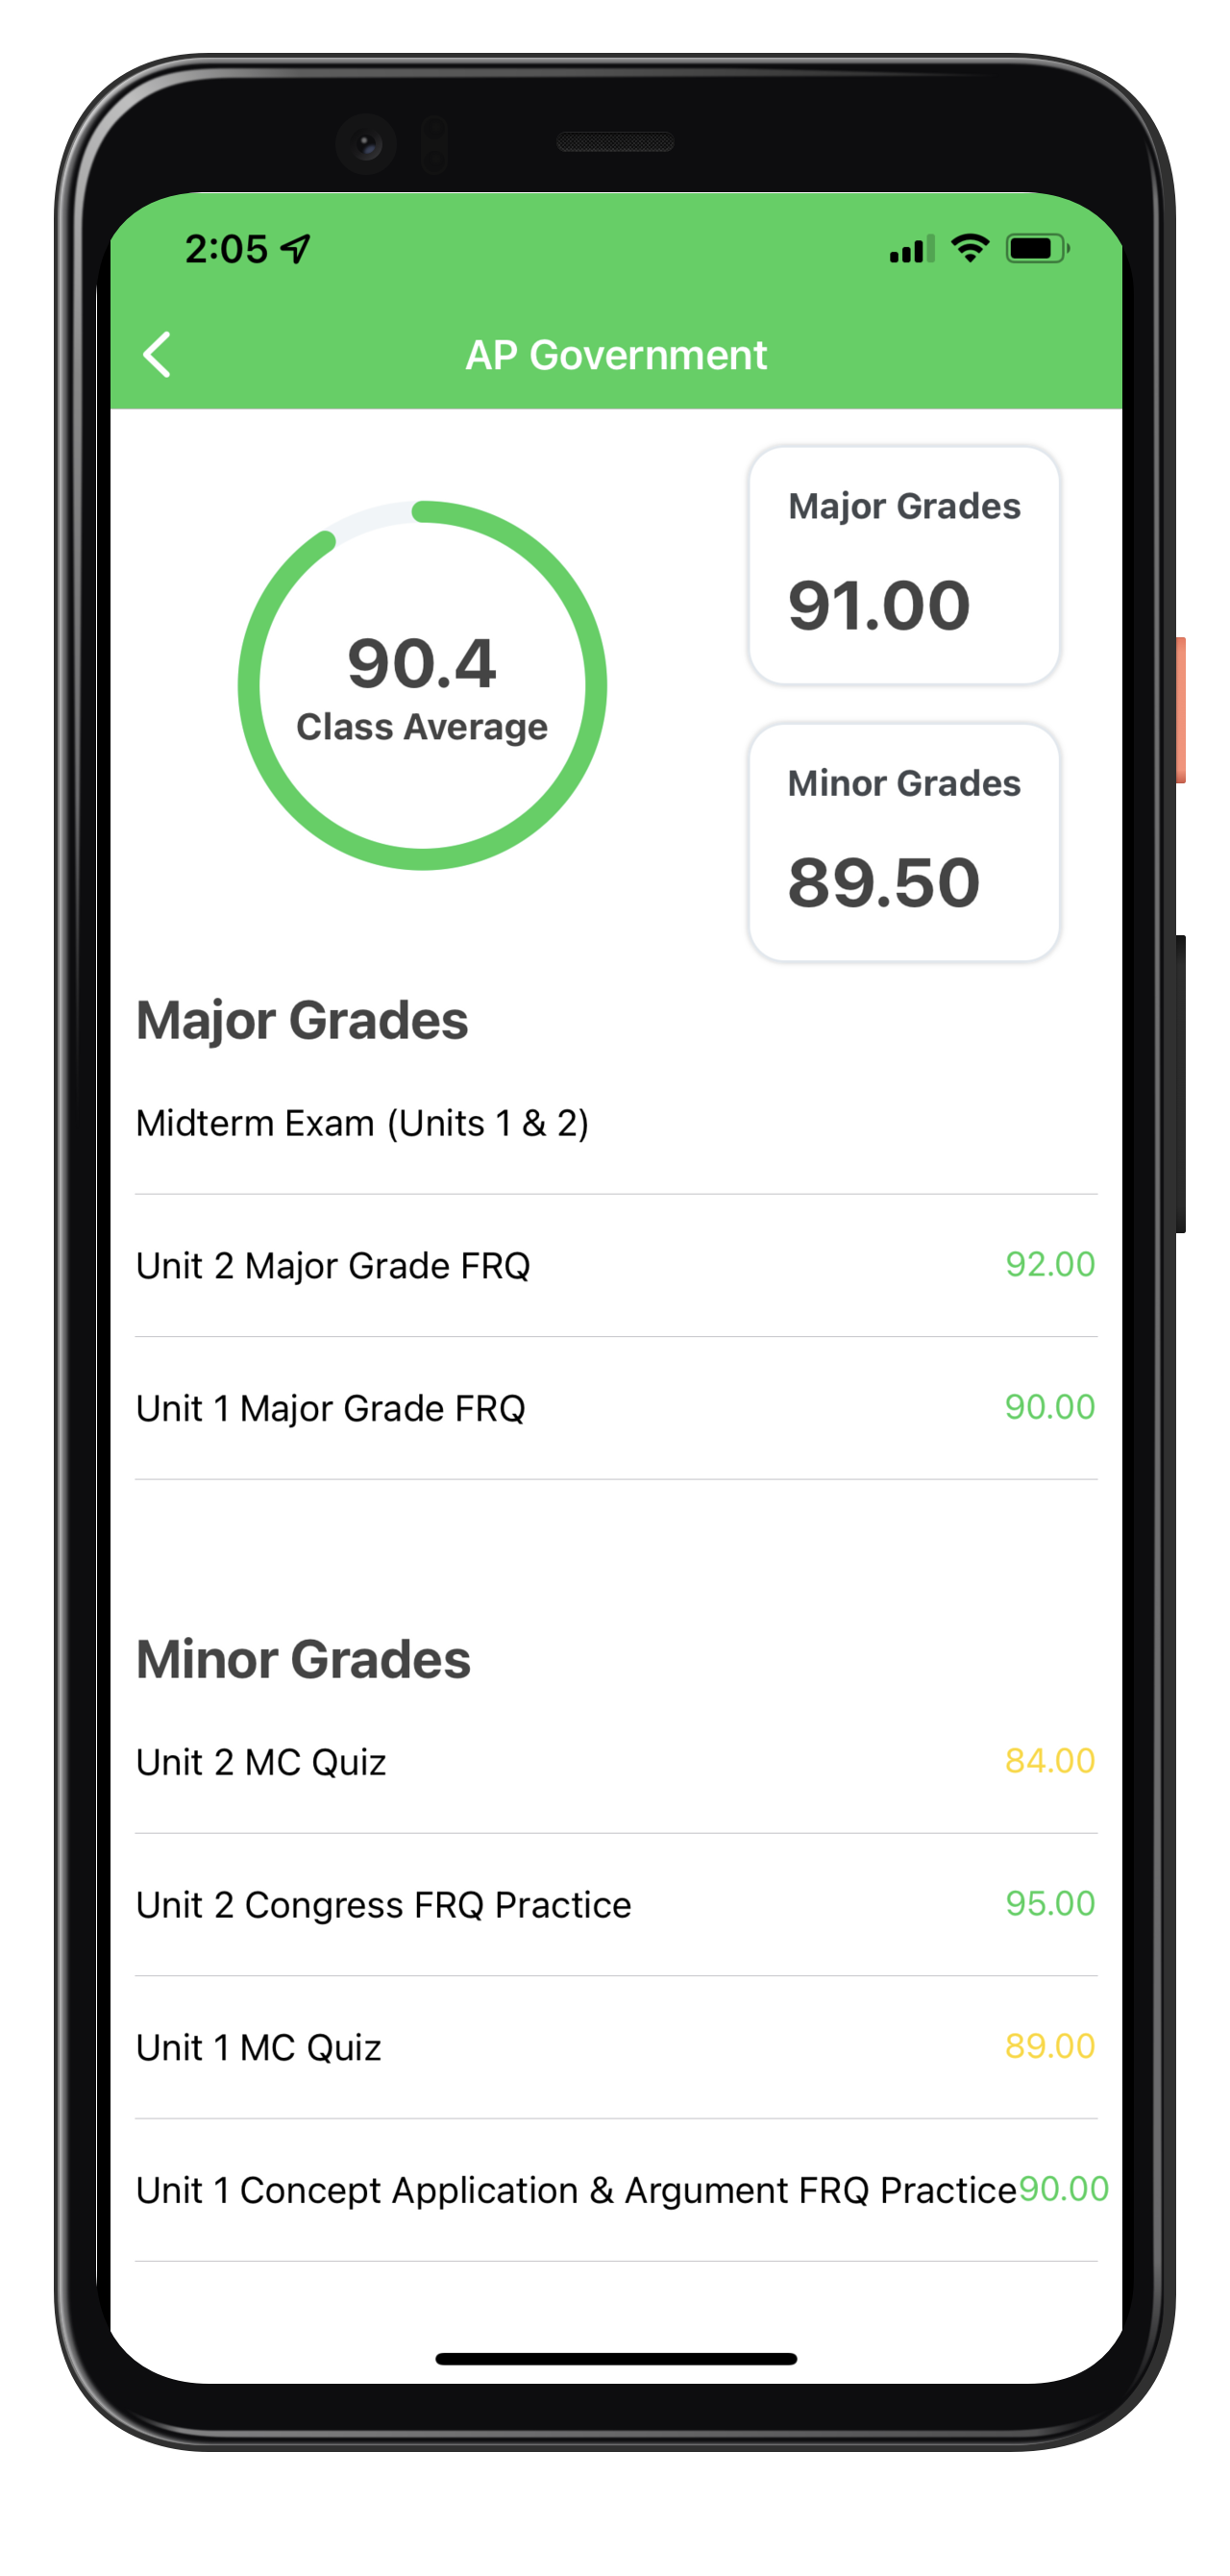 2:05
AP Government
90.4
Class Average
Major Grades
91.00
Minor Grades
89.50
Major Grades
Midterm Exam (Units 1 & 2)
Unit 2 Major Grade FRQ 92.00
Unit 1 Major Grade FRQ 90.00
Minor Grades
Unit 2 MC Quiz 84.00
Unit 2 Congress FRQ Practice 95.00
Unit 1 MC Quiz 89.00
Unit 1 Concept Application & Argument FRQ Practice 90.00